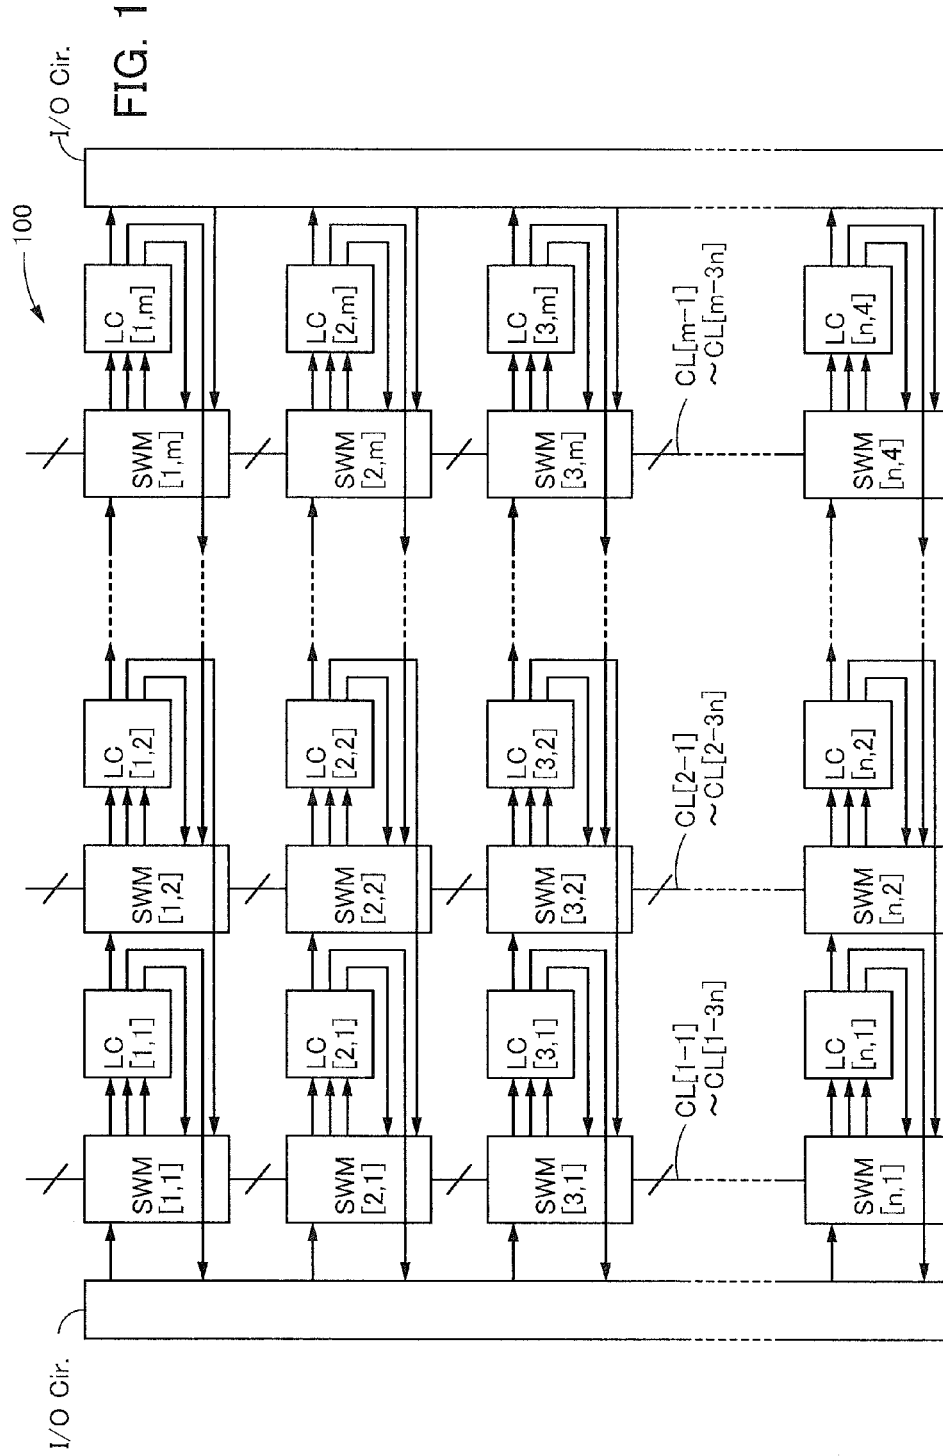 FIG. 1
100
I/O Cir.
I/O Cir.
SWM
[1,1]
LC
[1,1]
SWM
[1,2]
LC
[1,2]
SWM
[1,m]
LC
[1,m]
SWM
[2,1]
LC
[2,1]
SWM
[2,2]
LC
[2,2]
SWM
[2,m]
LC
[2,m]
SWM
[3,1]
LC
[3,1]
SWM
[3,2]
LC
[3,2]
SWM
[3,m]
LC
[3,m]
CL[1-1]
~CL[1-3n]
CL[2-1]
~CL[2-3n]
CL[m-1]
~CL[m-3n]
SWM
[n,1]
LC
[n,1]
SWM
[n,2]
LC
[n,2]
SWM
[n,4]
LC
[n,4]